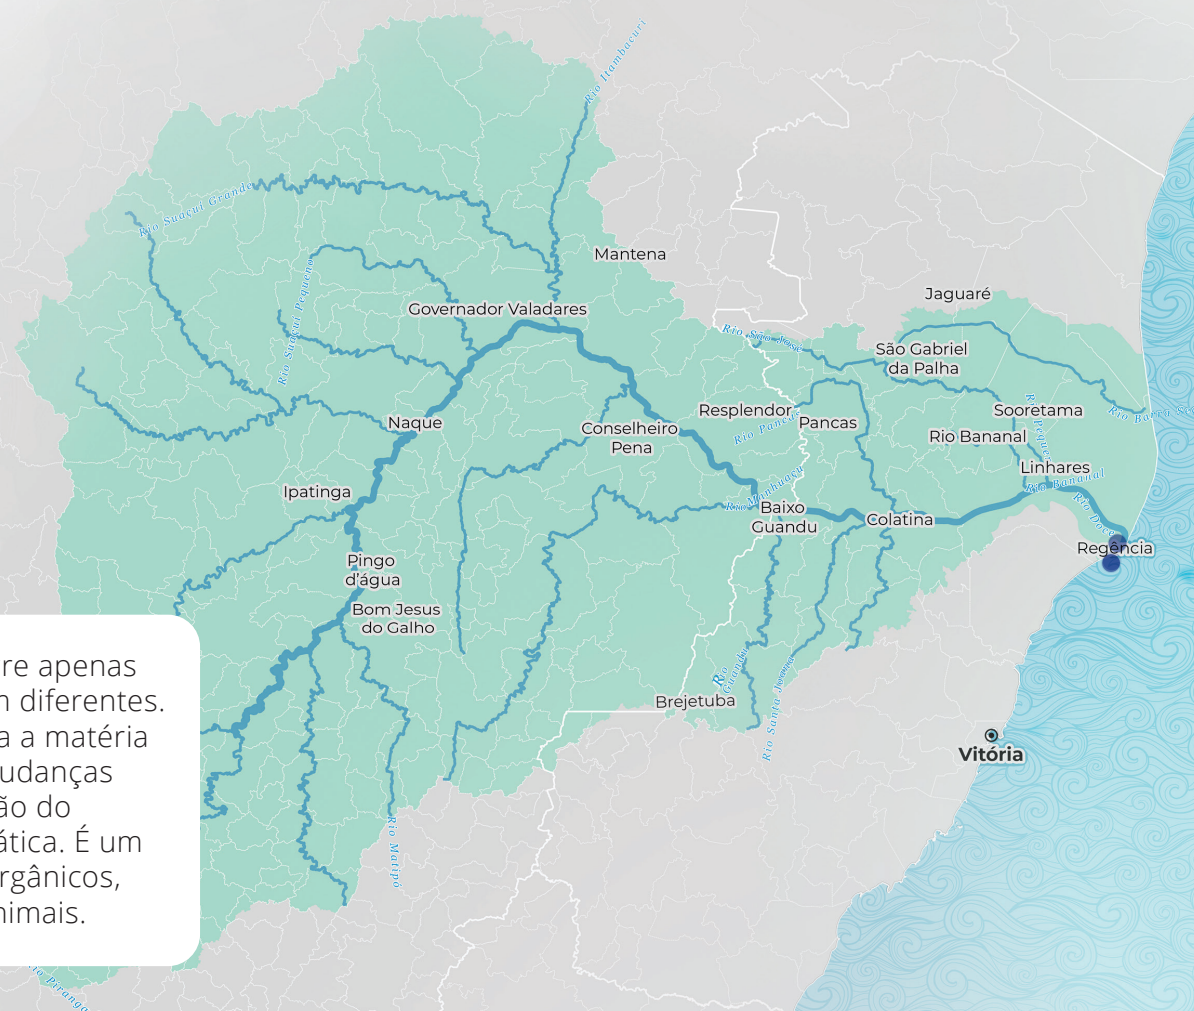 Rio Itambacuri
Rio Suaçuí Grande
Mantena
Rio Suaçuí Pequeno
Jaguaré
Governador Valadares
Rio São José
São Gabriel
da Palha
Resplendor
Pancas
Rio Pancas
Sooretama
Naque
Conselheiro
Pena
Rio Bananal
Linhares
Rio Bananal
Ipatinga
Rio Manhuaçu
Baixo
Guandu
Colatina
Rio Doce
Regência
Pingo
d'água
Bom Jesus
do Galho
Rio
Guandu
Rio Santa Joana
Brejetuba
Vitória
Rio Matipó
re apenas
diferentes.
a a matéria
udanças
ão do
ática. É um
rgânicos,
nimais.
Piranga